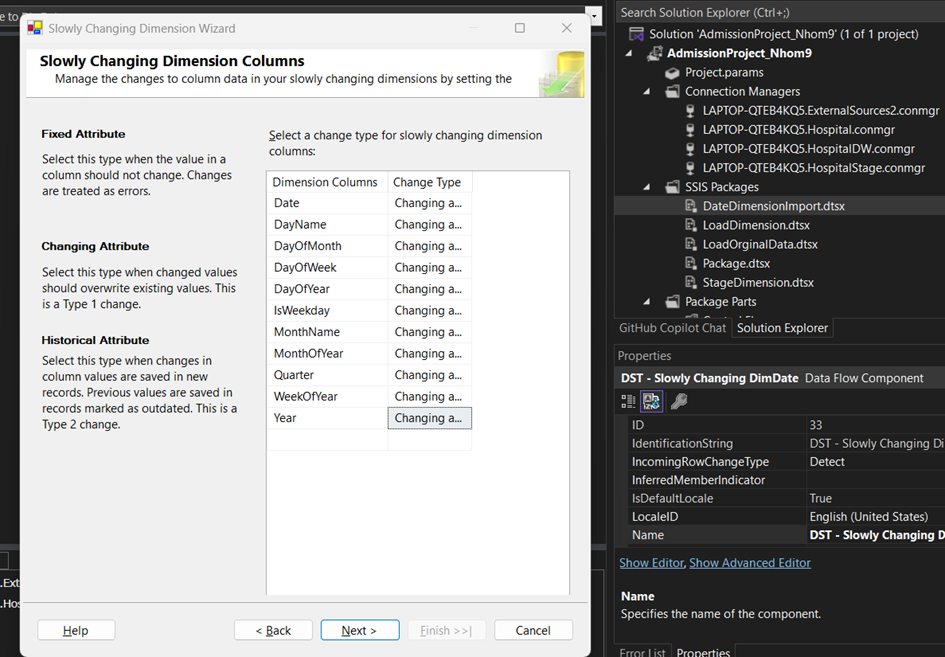 e to
Slowly Changing Dimension Wizard
Slowly Changing Dimension Columns
Manage the changes to column data in your slowly changing dimensions by setting the
Fixed Attribute
Select this type when the value in a
column should not change. Changes
are treated as errors.
Changing Attribute
Select this type when changed values
should overwrite existing values. This
is a Type 1 change.
Historical Attribute
Select this type when changes in
column values are saved in new
records. Previous values are saved in
records marked as outdated. This is a
Type 2 change.
Select a change type for slowly changing dimension
columns:
Dimension Columns Change Type
Date Changing a...
DayName Changing a...
DayOfMonth Changing a...
DayOfWeek Changing a...
DayOfYear Changing a...
IsWeekday Changing a...
MonthName Changing a...
MonthOfYear Changing a...
Quarter Changing a...
WeekOfYear Changing a...
Year Changing a...
.Ext
.Hos
Help < Back Next > Finish >>| Cancel
Search Solution Explorer (Ctrl+;)
Solution 'AdmissionProject_Nhom9' (1 of 1 project)
AdmissionProject_Nhom9
Project.params
Connection Managers
LAPTOP-QTEB4KQ5.ExternalSources2.conmgr
LAPTOP-QTEB4KQ5.Hospital.conmgr
LAPTOP-QTEB4KQ5.HospitalDW.conmgr
LAPTOP-QTEB4KQ5.HospitalStage.conmgr
SSIS Packages
DateDimensionImport.dtsx
LoadDimension.dtsx
LoadOrginalData.dtsx
Package.dtsx
StageDimension.dtsx
Package Parts
GitHub Copilot Chat Solution Explorer
Properties
DST - Slowly Changing DimDate Data Flow Component
ID 33
IdentificationString DST - Slowly Changing Di
IncomingRowChangeType Detect
InferredMemberIndicator
IsDefaultLocale True
LocaleID English (United States)
Name DST - Slowly Changing D
Show Editor, Show Advanced Editor
Name
Specifies the name of the component.
Error List Properties